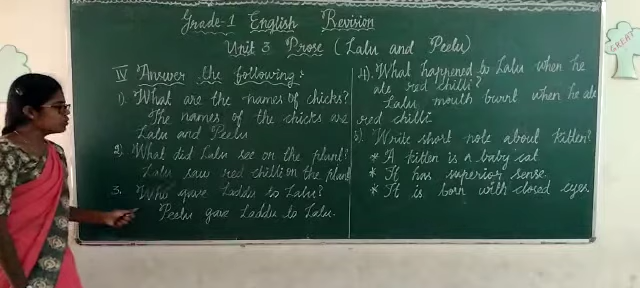 Grade-1 English Revision
Unit 3 Prose (Lalu and Peelu)
IV Answer the following:
1). What are the names of chicks?
The names of the chicks are
Lalu and Peelu
2). What did Lalu see on the plant?
Lalu saw red chilli on the plant
3. Who gave Laddu to Lalu?
Peelu gave Laddu to Lalu.
4). What happened to Lalu when he
ate red chilli?
Lalu mouth burnt when he ate
red chilli
5). Write short note about kitten?
* A kitten is a baby cat
* It has superior sense
* It is born with closed eyes
GREAT